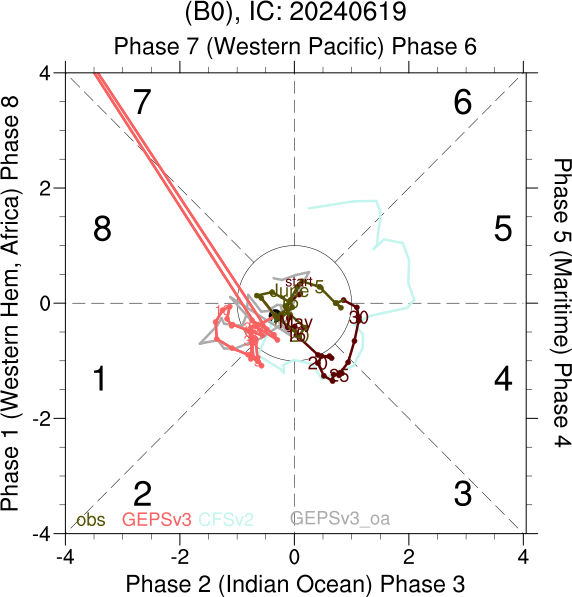 (B0), IC: 20240619
Phase 7 (Western Pacific) Phase 6
4
7
6
2
8
5
start
June 5
0
30
May
20
25
1
4
-2
2
3
obs GEPSv3 CFSv2 GEPSv3_oa
-4
-4 -2 0 2 4
Phase 2 (Indian Ocean) Phase 3
Phase 1 (Western Hem, Africa) Phase 8
Phase 5 (Maritime) Phase 4